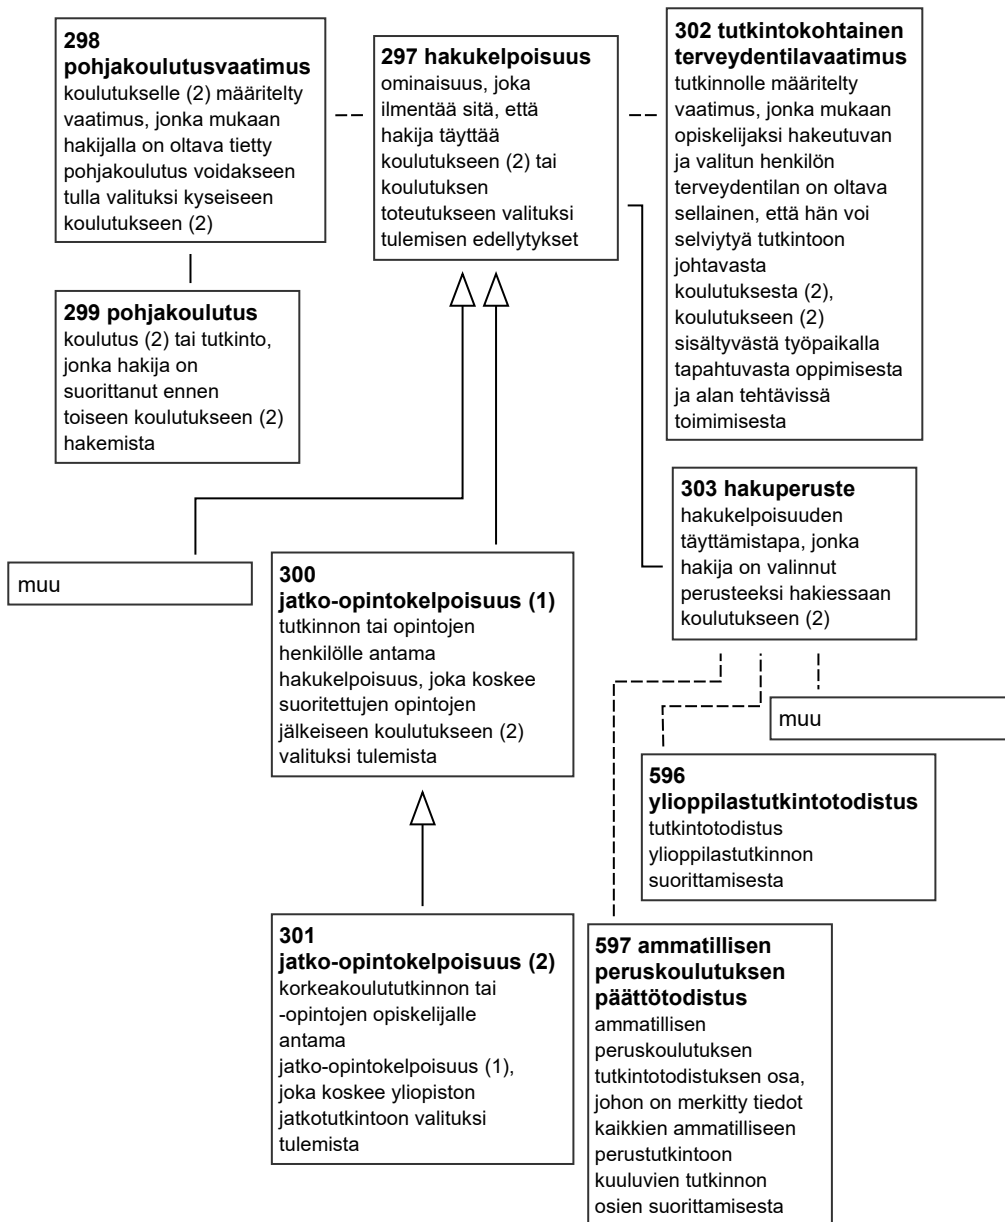 298
pohjakoulutusvaatimus
koulutukselle (2) määritelty
vaatimus, jonka mukaan
hakijalla on oltava tietty
pohjakoulutus voidakseen
tulla valituksi kyseiseen
koulutukseen (2)
297 hakukelpoisuus
ominaisuus, joka
ilmentää sitä, että
hakija täyttää
koulutukseen (2) tai
koulutuksen
toteutukseen valituksi
tulemisen edellytykset
302 tutkintokohtainen
terveydentilavaatimus
tutkinnolle määritelty
vaatimus, jonka mukaan
opiskelijaksi hakeutuvan
ja valitun henkilön
terveydentilan on oltava
sellainen, että hän voi
selviytyä tutkintoon
johtavasta
koulutuksesta (2),
koulutukseen (2)
sisältyvästä työpaikalla
tapahtuvasta oppimisesta
ja alan tehtävissä
toimimisesta
299 pohjakoulutus
koulutus (2) tai tutkinto,
jonka hakija on
suorittanut ennen
toiseen koulutukseen (2)
hakemista
303 hakuperuste
hakukelpoisuuden
täyttämistapa, jonka
hakija on valinnut
perusteeksi hakiessaan
koulutukseen (2)
muu
300
jatko-opintokelpoisuus (1)
tutkinnon tai opintojen
henkilölle antama
hakukelpoisuus, joka koskee
suoritettujen opintojen
jälkeiseen koulutukseen (2)
valituksi tulemista
muu
596
ylioppilastutkintotodistus
tutkintotodistus
ylioppilastutkinnon
suorittamisesta
301
jatko-opintokelpoisuus (2)
korkeakoulututkinnon tai
-opintojen opiskelijalle
antama
jatko-opintokelpoisuus (1),
joka koskee yliopiston
jatkotutkintoon valituksi
tulemista
597 ammatillisen
peruskoulutuksen
päättötodistus
ammatillisen
peruskoulutuksen
tutkintotodistuksen osa,
johon on merkitty tiedot
kaikkien ammatilliseen
perustutkintoon
kuuluvien tutkinnon
osien suorittamisesta